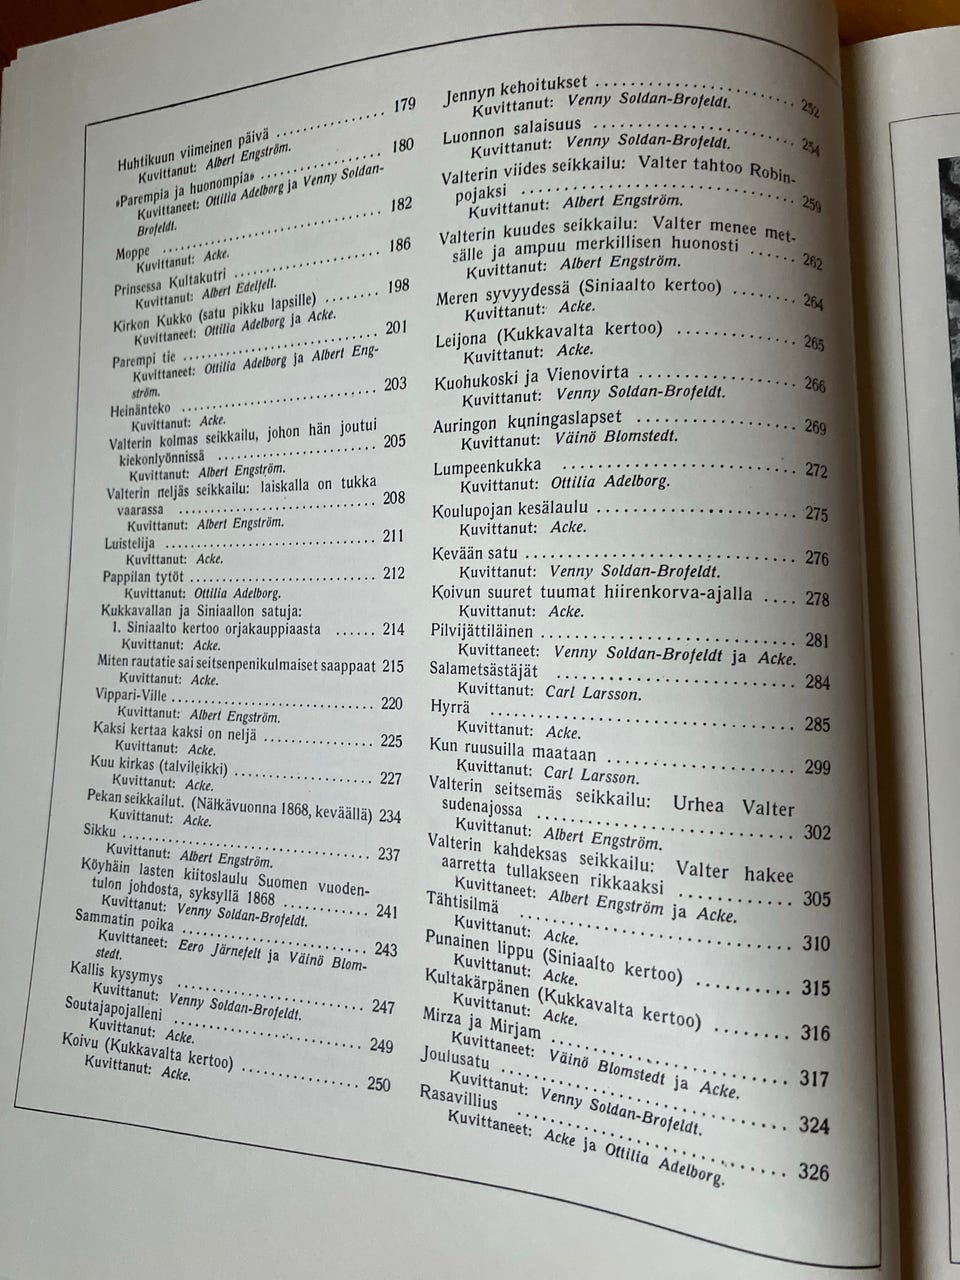 Huhtikuun viimeinen päivä ................ 179
Kuvittanut: Albert Engström.
»Parempia ja huonompia» ................ 180
Kuvittaneet: Ottilia Adelborg ja Venny Soldan-
Brofeldt.
Moppe ................ 182
Kuvittanut: Acke.
Prinsessa Kultakutri ................ 186
Kuvittanut: Albert Edelfelt.
Kirkon Kukko (satu pikku lapsille) ........ 198
Kuvittaneet: Ottilia Adelborg ja Acke.
Parempi tie ................ 201
Kuvittaneet: Ottilia Adelborg ja Albert Eng-
ström.
Heinänteko ................ 203
Kuvittanut: Acke.
Valterin kolmas seikkailu, johon hän joutui
kiekonlyönnissä ................ 205
Kuvittanut: Albert Engström.
Valterin neljäs seikkailu: laiskalla on tukka
vaarassa ................ 208
Kuvittanut: Albert Engström.
Luistelija ................ 211
Kuvittanut: Acke.
Pappilan tytöt ................ 212
Kuvittanut: Ottilia Adelborg.
Kukkavallan ja Siniaallon satuja:
1. Siniaalto kertoo orjakauppiaasta ...... 214
Kuvittanut: Acke.
Miten rautatie sai seitsenpenikulmaiset saappaat 215
Kuvittanut: Acke.
Vippari-Ville ................ 220
Kuvittanut: Albert Engström.
Kaksi kertaa kaksi on neljä ................ 225
Kuvittanut: Acke.
Kuu kirkas (talvileikki) ................ 227
Kuvittanut: Acke.
Pekan seikkailut. (Nälkävuonna 1868, keväällä) 234
Kuvittanut: Acke.
Sikku ................ 237
Kuvittanut: Albert Engström.
Köyhäin lasten kiitoslaulu Suomen vuoden-
tulon johdosta, syksyllä 1868 ............ 241
Kuvittanut: Venny Soldan-Brofeldt.
Sammatin poika ................ 243
Kuvittaneet: Eero Järnefelt ja Väinö Blom-
stedt.
Kallis kysymys ................ 247
Kuvittanut: Venny Soldan-Brofeldt.
Soutajapojalleni ................ 249
Kuvittanut: Acke.
Koivu (Kukkavalta kertoo) ................ 250
Kuvittanut: Acke.
Jennyn kehoitukset ................ 252
Kuvittanut: Venny Soldan-Brofeldt.
Luonnon salaisuus ................ 254
Kuvittanut: Venny Soldan-Brofeldt.
Valterin viides seikkailu: Valter tahtoo Robin-
pojaksi ................ 259
Kuvittanut: Albert Engström.
Valterin kuudes seikkailu: Valter menee met-
sälle ja ampuu merkillisen huonosti ...... 262
Kuvittanut: Albert Engström.
Meren syvyydessä (Siniaalto kertoo) ........ 264
Kuvittanut: Acke.
Leijona (Kukkavalta kertoo) ................ 265
Kuvittanut: Acke.
Kuohukoski ja Vienovirta ................ 266
Kuvittanut: Venny Soldan-Brofeldt.
Auringon kuningaslapset ................ 269
Kuvittanut: Väinö Blomstedt.
Lumpeenkukka ................ 272
Kuvittanut: Ottilia Adelborg.
Koulupojan kesälaulu ................ 275
Kuvittanut: Acke.
Kevään satu ................ 276
Kuvittanut: Venny Soldan-Brofeldt.
Koivun suuret tuumat hiirenkorva-ajalla .... 278
Kuvittanut: Acke.
Pilvijättiläinen ................ 281
Kuvittaneet: Venny Soldan-Brofeldt ja Acke.
Salametsästäjät ................ 284
Kuvittanut: Carl Larsson.
Hyrrä ................ 285
Kuvittanut: Acke.
Kun ruusuilla maataan ................ 299
Kuvittanut: Carl Larsson.
Valterin seitsemäs seikkailu: Urhea Valter
sudenajossa ................ 302
Kuvittanut: Albert Engström.
Valterin kahdeksas seikkailu: Valter hakee
aarretta tullakseen rikkaaksi ............ 305
Kuvittaneet: Albert Engström ja Acke.
Tähtisilmä ................ 310
Kuvittanut: Acke.
Punainen lippu (Siniaalto kertoo) .......... 315
Kuvittanut: Acke.
Kultakärpänen (Kukkavalta kertoo) ........ 316
Kuvittanut: Acke.
Mirza ja Mirjam ................ 317
Kuvittaneet: Väinö Blomstedt ja Acke.
Joulusatu ................ 324
Kuvittanut: Venny Soldan-Brofeldt.
Rasavillius ................ 326
Kuvittaneet: Acke ja Ottilia Adelborg.